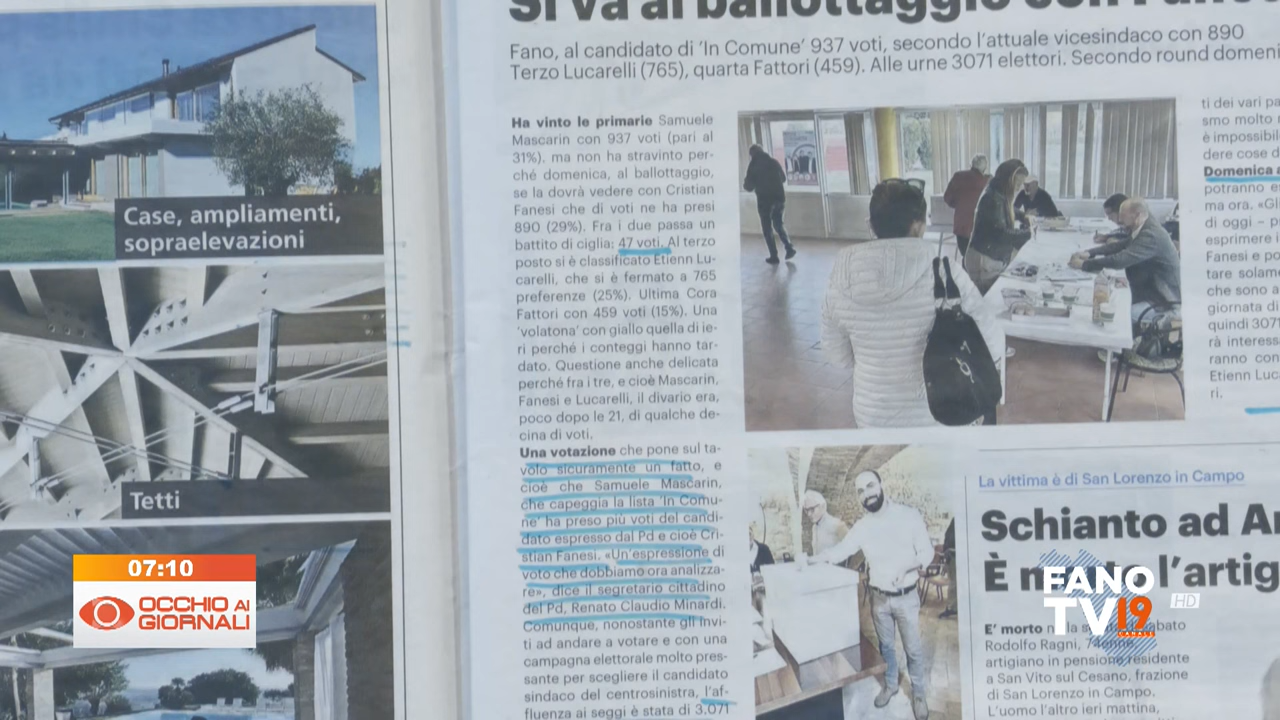 Si va al ballottaggio con
Fano, al candidato di 'In Comune' 937 voti, secondo l'attuale vicesindaco con 890
Terzo Lucarelli (765), quarta Fattori (459). Alle urne 3071 elettori. Secondo round domeni
Case, ampliamenti,
sopraelevazioni
Tetti
Ha vinto le primarie Samuele
Mascarin con 937 voti (pari al
31%). ma non ha stravinto per-
ché domenica, al ballottaggio,
se la dovrà vedere con Cristian
Fanesi che di voti ne ha presi
890 (29%). Fra i due passa un
battito di ciglia: 47 voti. Al terzo
posto si è classificato Etienn Lu-
carelli, che si è fermato a 765
preferenze (25%). Ultima Cora
Fattori con 459 voti (15%). Una
'volatona' con giallo quella di ie-
ri perché i conteggi hanno tar-
dato. Questione anche delicata
perché fra i tre, e cioè Mascarin,
Fanesi e Lucarelli, il divario era,
poco dopo le 21, di qualche de-
cina di voti.
Una votazione che pone sul ta-
volo sicuramente un fatto, e
cioè che Samuele Mascarin,
che capeggia la lista 'In Comu-
ne' ha preso più voti del candi-
dato espresso dal Pd e cioè Cri-
stian Fanesi. «Un'espressione di
voto che dobbiamo ora analizza-
re», dice il segretario cittadino
del Pd, Renato Claudio Minardi.
Comunque, nonostante gli invi-
ti ad andare a votare e con una
campagna elettorale molto pres-
sante per scegliere il candidato
sindaco del centrosinistra, l'af-
fluenza ai seggi è stata di 3.071
ti dei vari pa
smo molto
è impossibi
dere cose d
Domenica
potranno e
ma ora. «Gl
di oggi – p
esprimere i
Fanesi e po
tare solam
che sono a
giornata di
quindi 3071
rà interess
ranno con
Etienn Luca
ri.
La vittima è di San Lorenzo in Campo
Schianto ad
È l'artig
E' morto
Rodolfo Ragni,
artigiano in pensione residente
a San Vito sul Cesano, frazione
di San Lorenzo in Campo.
L'uomo l'altro ieri mattina,
07:10
OCCHIO AI
GIORNALI
FANO
TV 19
CANALE
HD